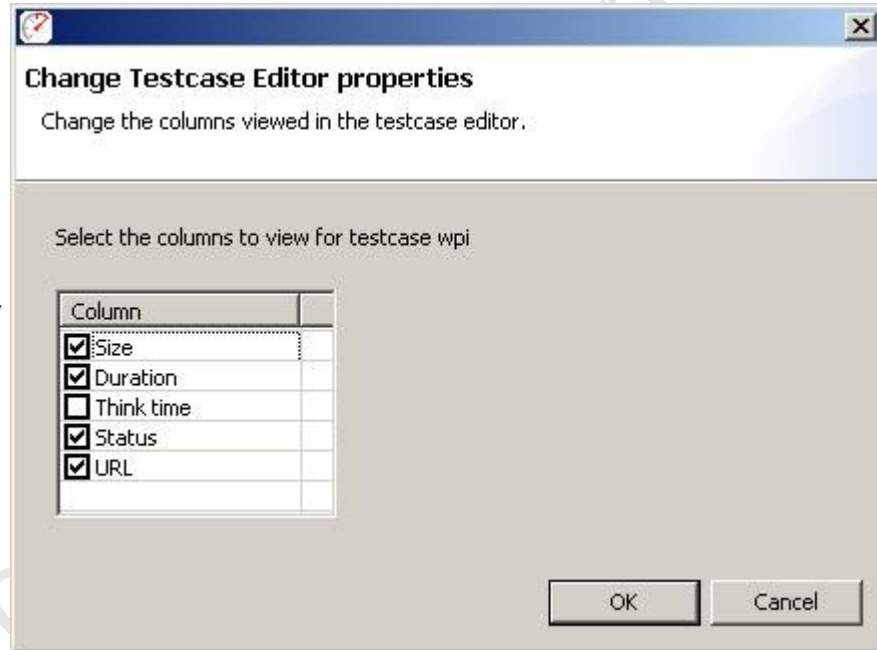 Change Testcase Editor properties
Change the columns viewed in the testcase editor.
Select the columns to view for testcase wpi
Column
Size
Duration
Think time
Status
URL
OK
Cancel